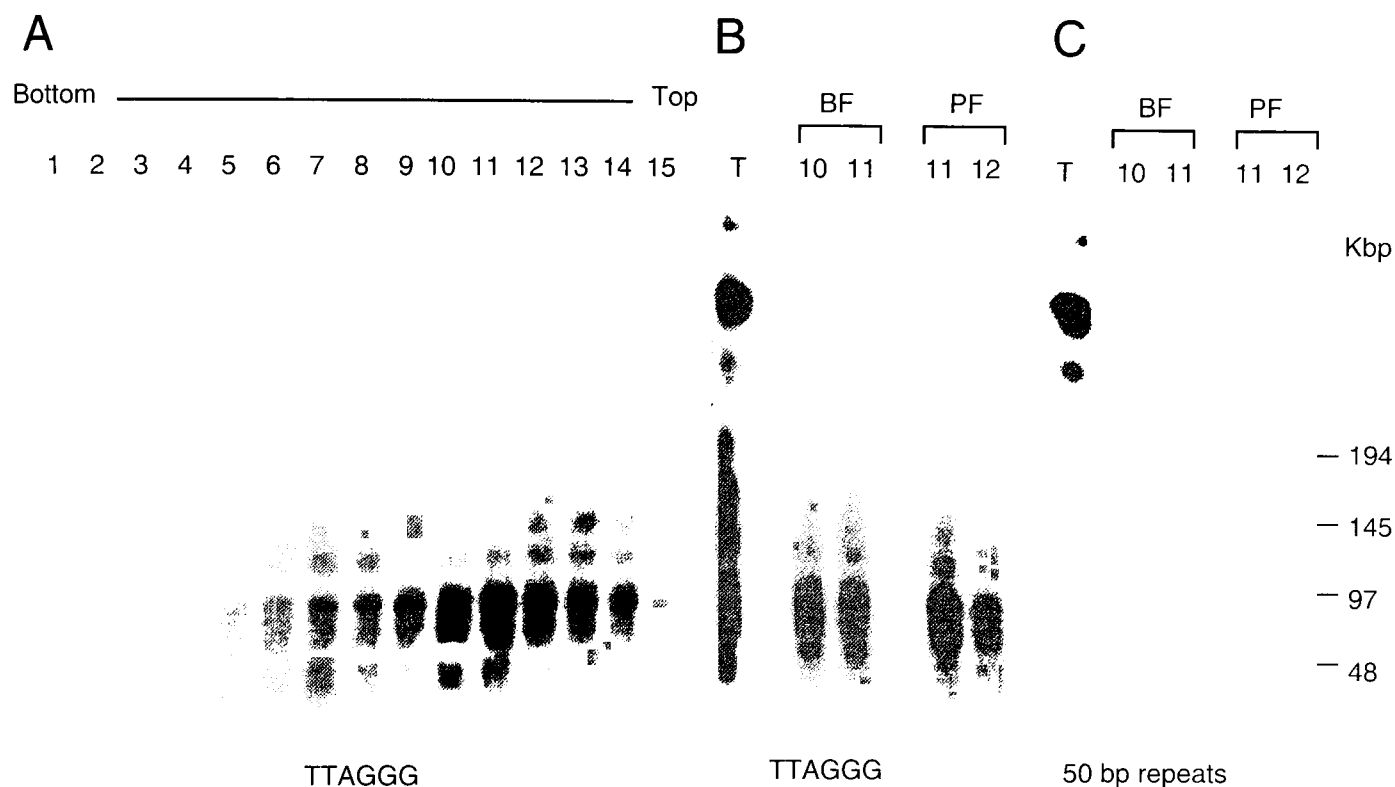 A B C
Bottom Top BF PF BF PF
1 2 3 4 5 6 7 8 9 10 11 12 13 14 15 T 10 11 11 12 T 10 11 11 12
Kbp
194
145
97
48
TTAGGG TTAGGG 50 bp repeats